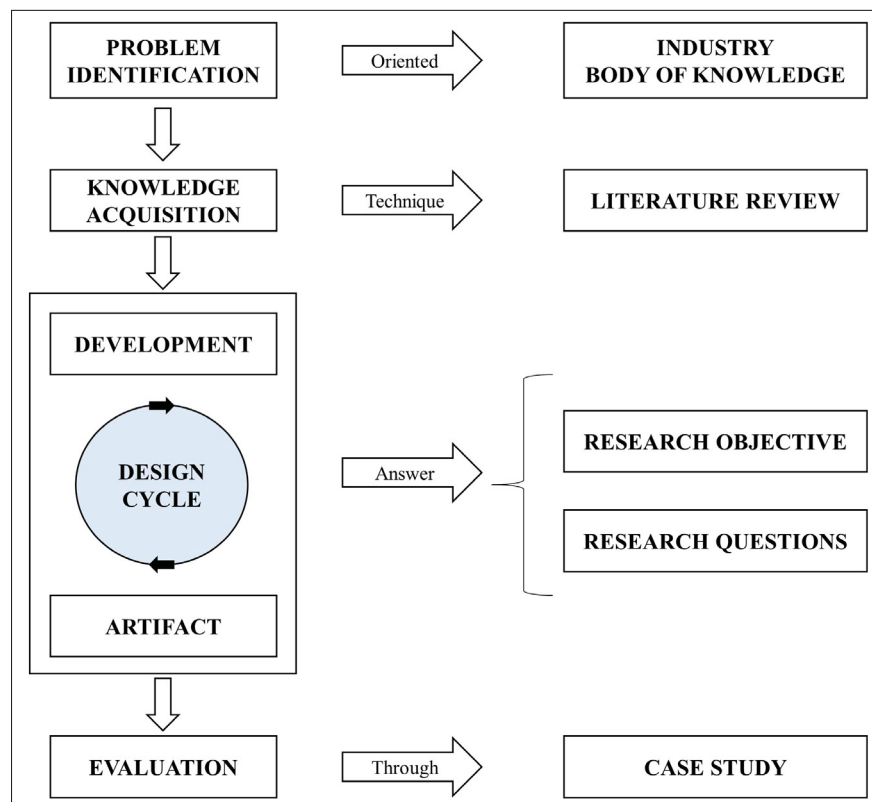 PROBLEM
IDENTIFICATION
Oriented
INDUSTRY
BODY OF KNOWLEDGE
KNOWLEDGE
ACQUISITION
Technique
LITERATURE REVIEW
DEVELOPMENT
DESIGN
CYCLE
ARTIFACT
Answer
RESEARCH OBJECTIVE
RESEARCH QUESTIONS
EVALUATION
Through
CASE STUDY